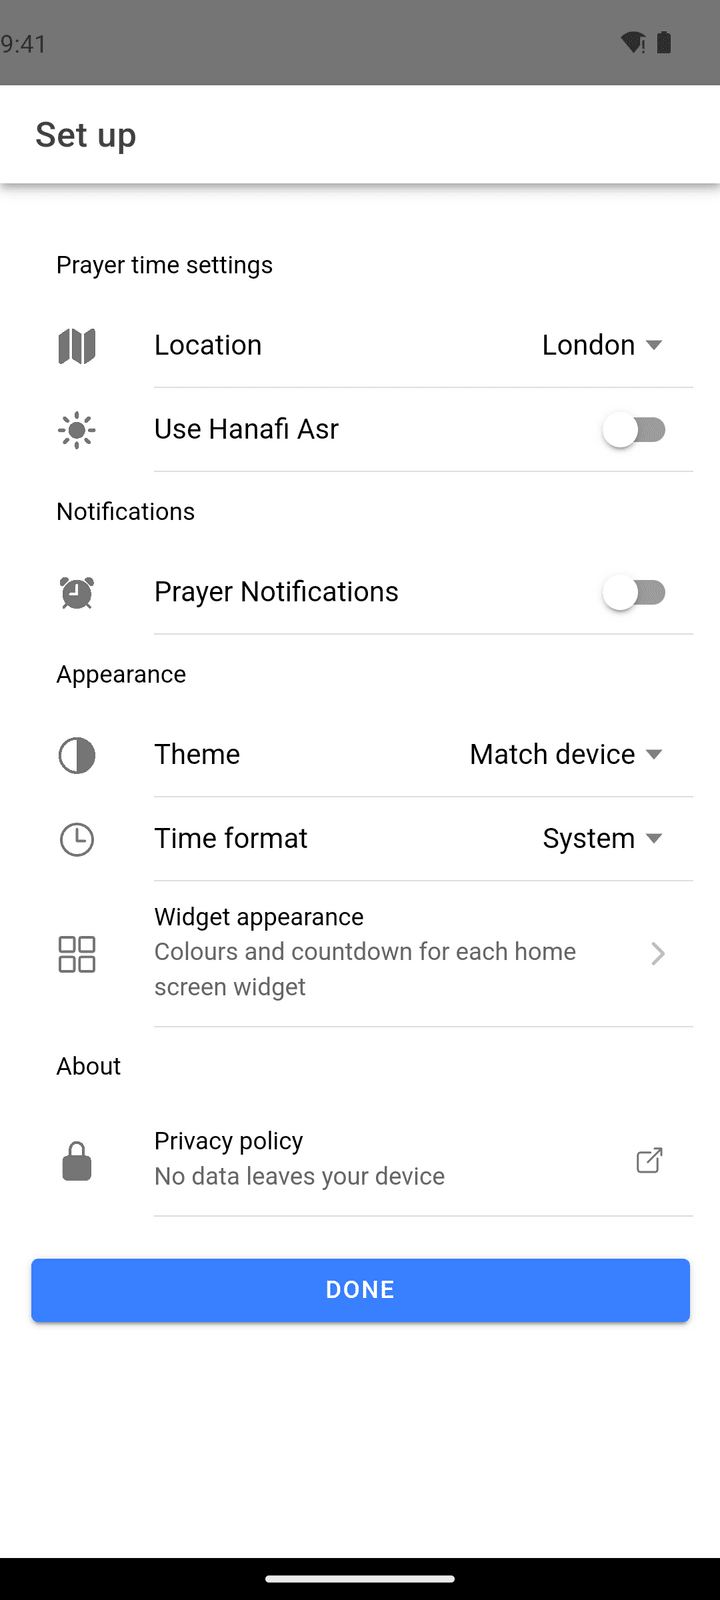 9:41
Set up
Prayer time settings
Location
London
Use Hanafi Asr
Notifications
Prayer Notifications
Appearance
Theme
Match device
Time format
System
Widget appearance
Colours and countdown for each home
screen widget
About
Privacy policy
No data leaves your device
DONE